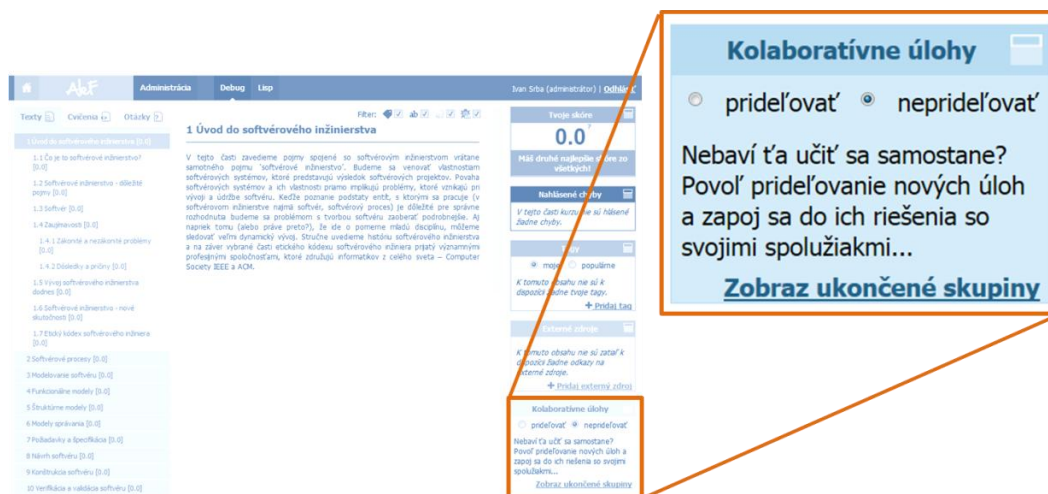 AleF
Administrácia
Debug
Lisp
Ivan Srba (administrátor) | Odhlásiť
Texty
Cvičenia
Otázky
1 Úvod do softvérového inžinierstva [0.0]
1.1 Čo je to softvérové inžinierstvo?
[0.0]
1.2 Softvérové inžinierstvo - dôležité
pojmy [0.0]
1.3 Softvér [0.0]
1.4 Zaujímavosti [0.0]
1.4.1 Zákonité a nezákonité problémy
[0.0]
1.4.2 Dôsledky a príčiny [0.0]
1.5 Vývoj softvérového inžinierstva
dodnes [0.0]
1.6 Softvérové inžinierstvo - nové
skutočnosti [0.0]
1.7 Etický kódex softvérového inžiniera
[0.0]
2 Softvérové procesy [0.0]
3 Modelovanie softvéru [0.0]
4 Funkcionálne modely [0.0]
5 Štruktúrne modely [0.0]
6 Modely správania [0.0]
7 Požiadavky a špecifikácia [0.0]
8 Návrh softvéru [0.0]
9 Konštrukcia softvéru [0.0]
10 Verifikácia a validácia softvéru [0.0]
Filter:
ab
1 Úvod do softvérového inžinierstva
V tejto časti zavedieme pojmy spojené so softvérovým inžinierstvom vrátane
samotného pojmu 'softvérové inžinierstvo'. Budeme sa venovať vlastnostiam
softvérových systémov, ktoré predstavujú výsledok softvérových projektov. Povaha
softvérových systémov a ich vlastnosti priamo implikujú problémy, ktoré vznikajú pri
vývoji a údržbe softvéru. Keďže poznanie podstaty entít, s ktorými sa pracuje (v
softvérovom inžinierstve najmä softvér, softvérový proces) je dôležité pre správne
rozhodnutia budeme sa problémom s tvorbou softvéru zaoberať podrobnejšie. Aj
napriek tomu (alebo práve preto?), že ide o pomerne mladú disciplínu, môžeme
sledovať veľmi dynamický vývoj. Stručne uvedieme históriu softvérového inžinierstva
a na záver vybrané časti etického kódexu softvérového inžiniera prijatý významnými
profesijnými spoločnosťami, ktoré združujú informatikov z celého sveta – Computer
Society IEEE a ACM.
Tvoje skóre
0.0 ?
Máš druhé najlepšie skóre zo
všetkých!
Nahlásené chyby
V tejto časti kurzu nie sú hlásené
žiadne chyby.
Tagy
moje
populárne
K tomuto obsahu nie sú k
dispozícii žiadne tvoje tagy.
+ Pridaj tag
Externé zdroje
K tomuto obsahu nie sú zatiaľ k
dispozícii žiadne odkazy na
externé zdroje.
+ Pridaj externý zdroj
Kolaboratívne úlohy
prideľovať
neprideľovať
Nebaví ťa učiť sa samostane?
Povoľ prideľovanie nových úloh a
zapoj sa do ich riešenia so svojimi
spolužiakmi...
Zobraz ukončené skupiny
Kolaboratívne úlohy
prideľovať
neprideľovať
Nebaví ťa učiť sa samostane?
Povoľ prideľovanie nových úloh
a zapoj sa do ich riešenia so
svojimi spolužiakmi...
Zobraz ukončené skupiny